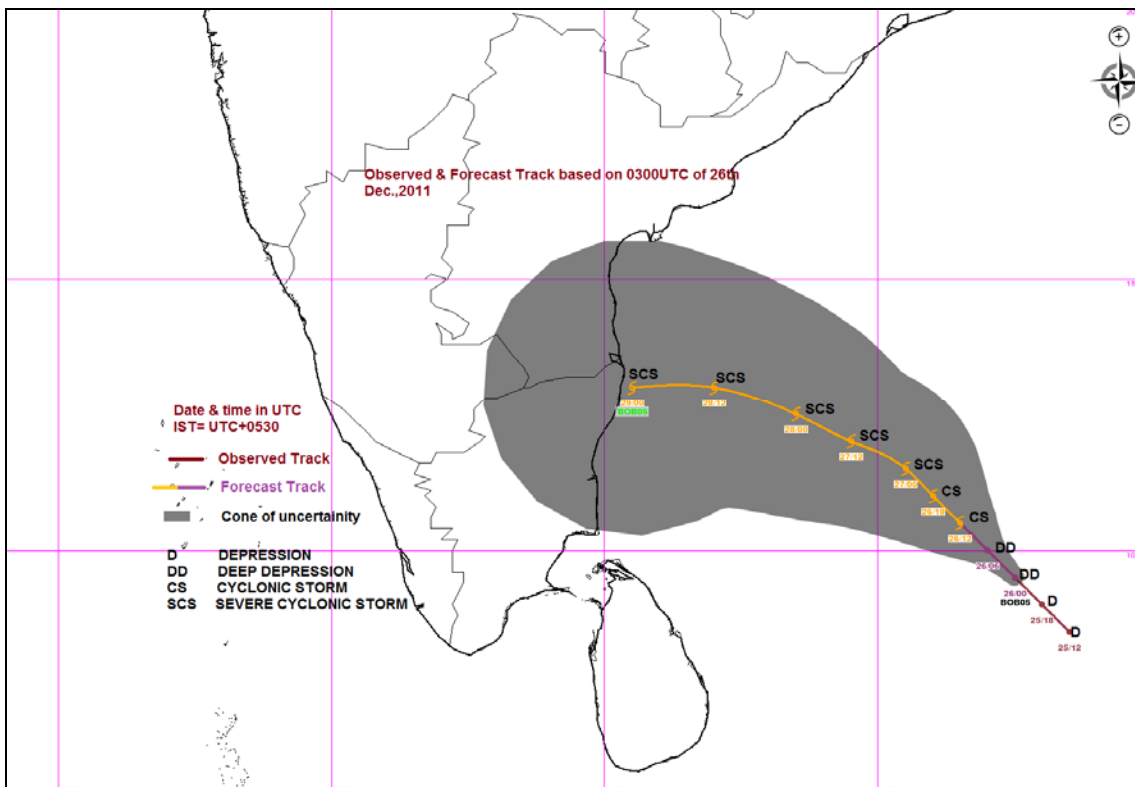 20
+
−
Observed & Forecast Track based on 0300UTC of 26th
Dec.,2011
15
SCS
29/00
BOB05
SCS
28/12
SCS
28/00
SCS
27/12
SCS
27/00
CS
26/18
CS
26/12
DD
26/06
DD
26/00
BOB05
D
25/18
D
25/12
10
Date & time in UTC
IST= UTC+0530
Observed Track
Forecast Track
Cone of uncertainity
D DEPRESSION
DD DEEP DEPRESSION
CS CYCLONIC STORM
SCS SEVERE CYCLONIC STORM